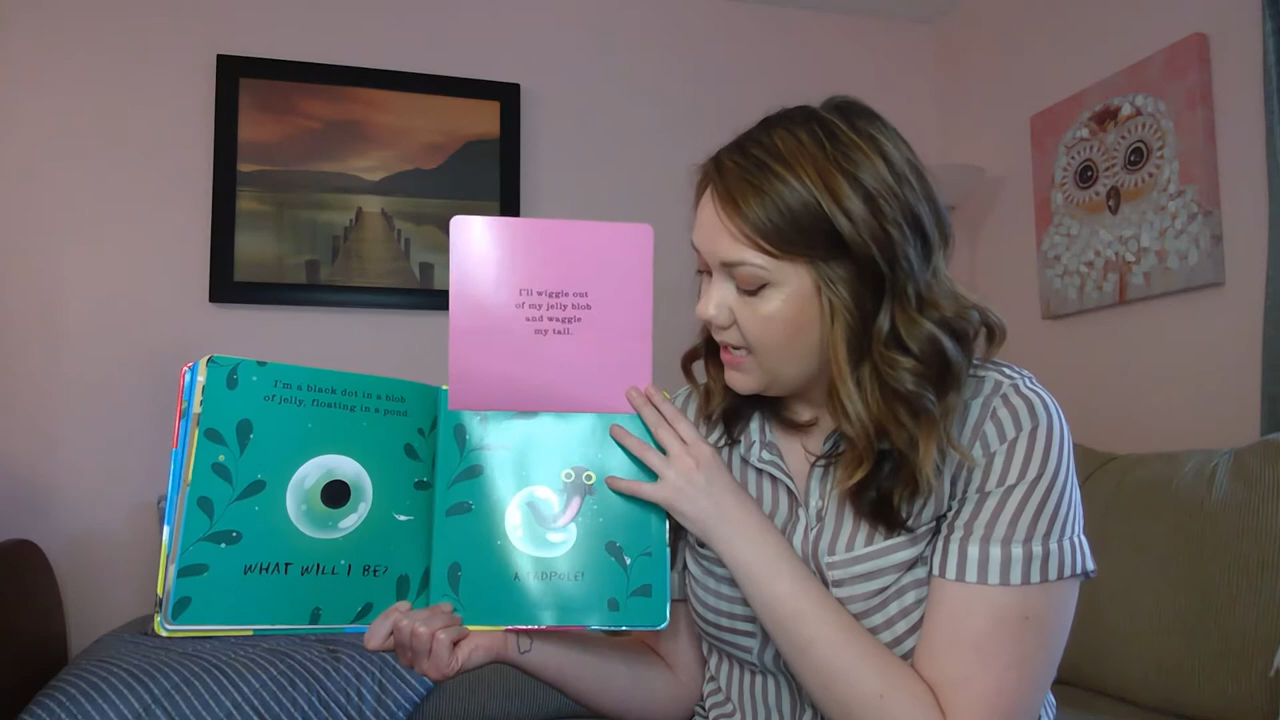 I'm a black dot in a blob
of jelly, floating in a pond.
WHAT WILL I BE?
I'll wiggle out
of my jelly blob
and waggle
my tail.
A TADPOLE!